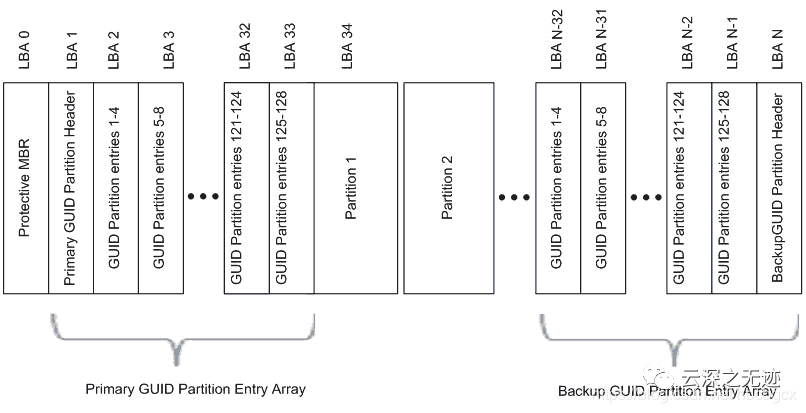 LBA 0
LBA 1
LBA 2
LBA 3
LBA 32
LBA 33
LBA 34
LBA N-32
LBA N-31
LBA N-2
LBA N-1
LBA N
Protective MBR
Primary GUID Partition Header
GUID Partition entries 1-4
GUID Partition entries 5-8
GUID Partition entries 121-124
GUID Partition entries 125-128
Partition 1
Partition 2
GUID Partition entries 1-4
GUID Partition entries 5-8
GUID Partition entries 121-124
GUID Partition entries 125-128
BackupGUID Partition Header
Primary GUID Partition Entry Array
Backup GUID Partition Entry Array
云深之无迹